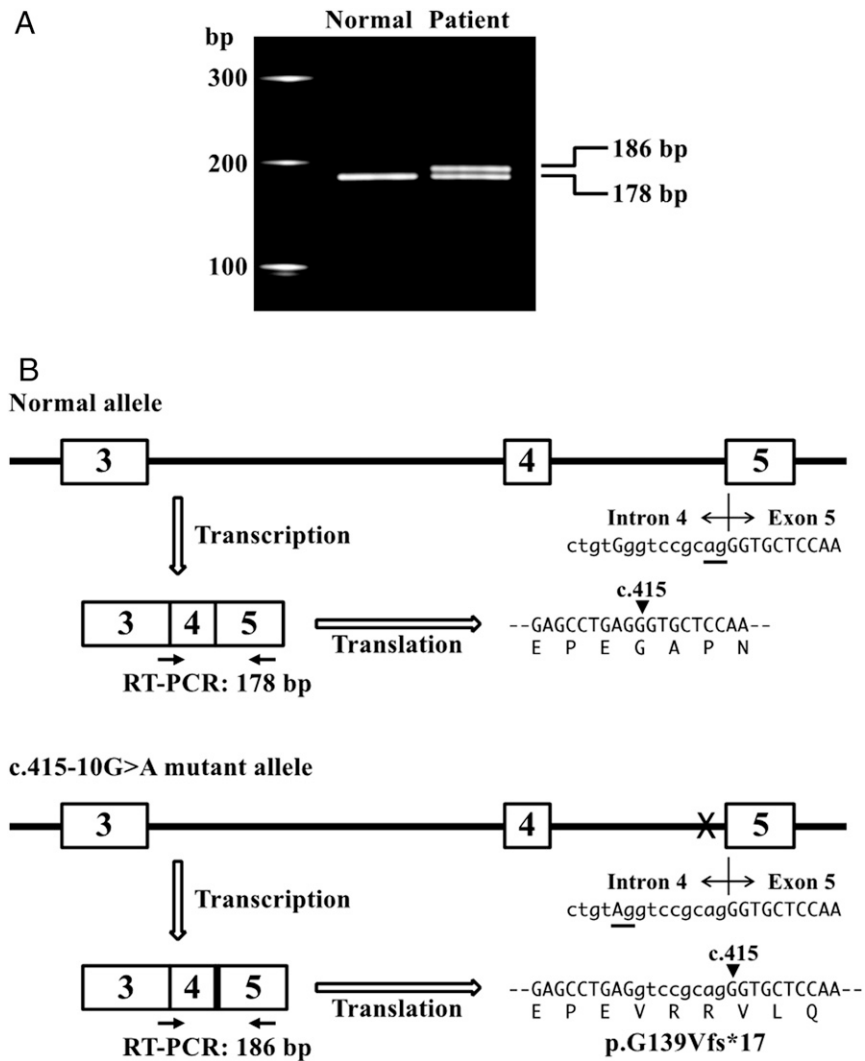 A
Normal Patient
bp
300
200
100
186 bp
178 bp
B
Normal allele
3
4
5
Transcription
Intron 4 ←→ Exon 5
ctgtGggtccgcagGGTGCTCCAA
3 4 5
Translation
c.415
--GAGCCTGAGGGTGCTCCAA--
E P E G A P N
RT-PCR: 178 bp
c.415-10G>A mutant allele
3
4
X
5
Transcription
Intron 4 ←→ Exon 5
ctgtAggtccgcagGGTGCTCCAA
3 4 5
Translation
c.415
--GAGCCTGAGgtccgcagGGTGCTCCAA--
E P E V R R V L Q
RT-PCR: 186 bp
p.G139Vfs*17